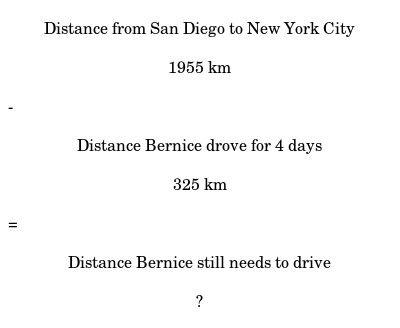 Distance from San Diego to New York City
1955 km
-
Distance Bernice drove for 4 days
325 km
=
Distance Bernice still needs to drive
?